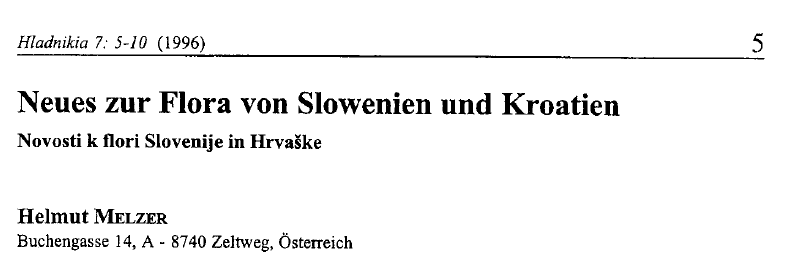 Hladnikia 7: 5-10 (1996) 5
Neues zur Flora von Slowenien und Kroatien
Novosti k flori Slovenije in Hrvaške
Helmut MELZER
Buchengasse 14, A - 8740 Zeltweg, Österreich